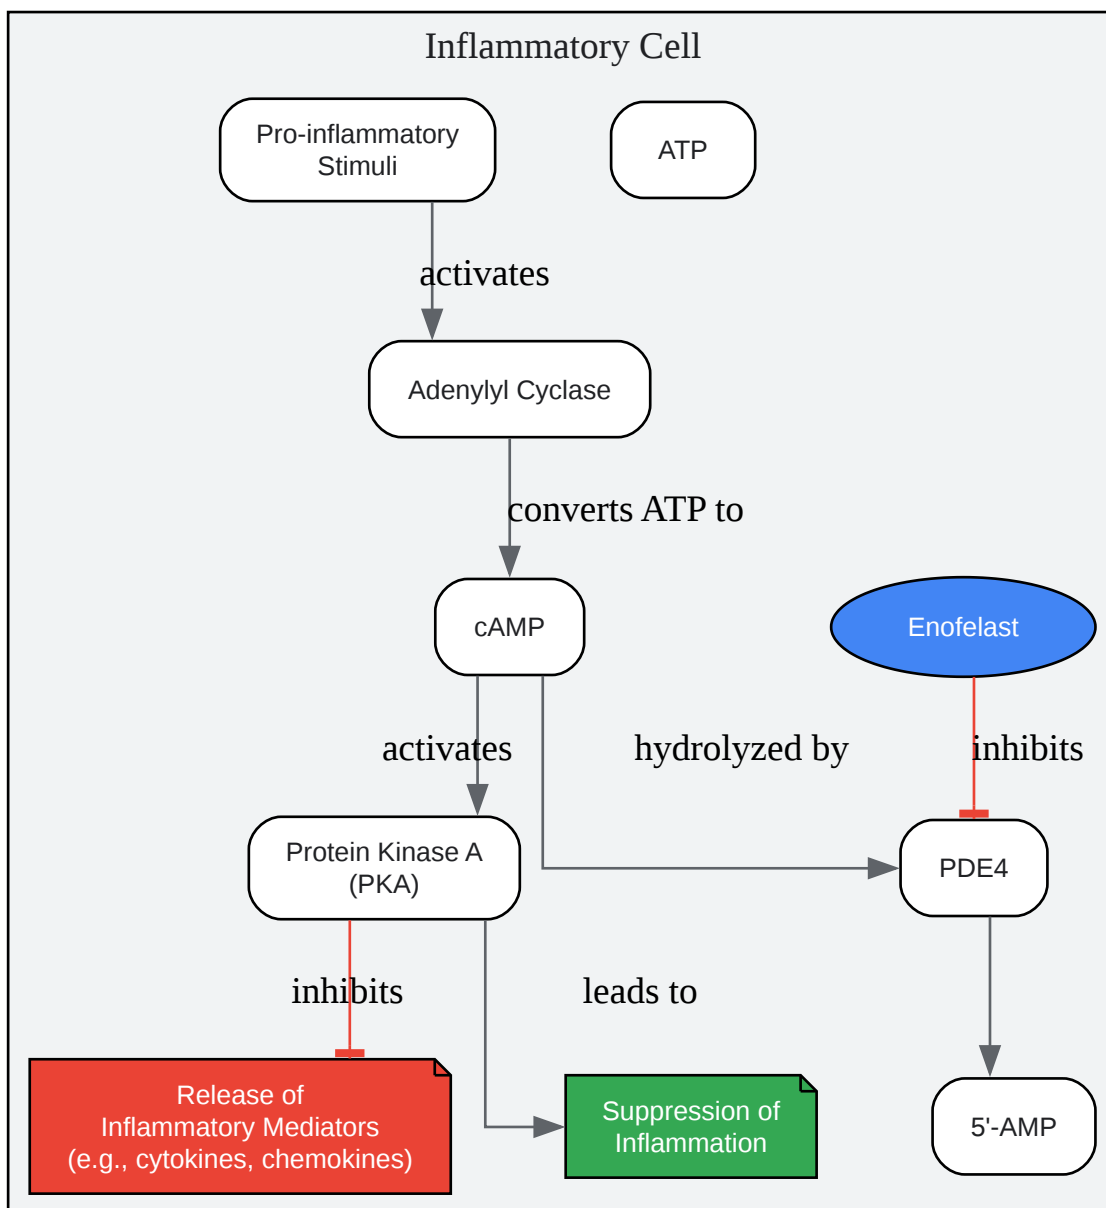 Inflammatory Cell
Pro-inflammatory
Stimuli
ATP
activates
Adenylyl Cyclase
converts ATP to
cAMP
Enofelast
activates
hydrolyzed by
inhibits
Protein Kinase A
(PKA)
PDE4
inhibits
leads to
Release of
Inflammatory Mediators
(e.g., cytokines, chemokines)
Suppression of
Inflammation
5'-AMP